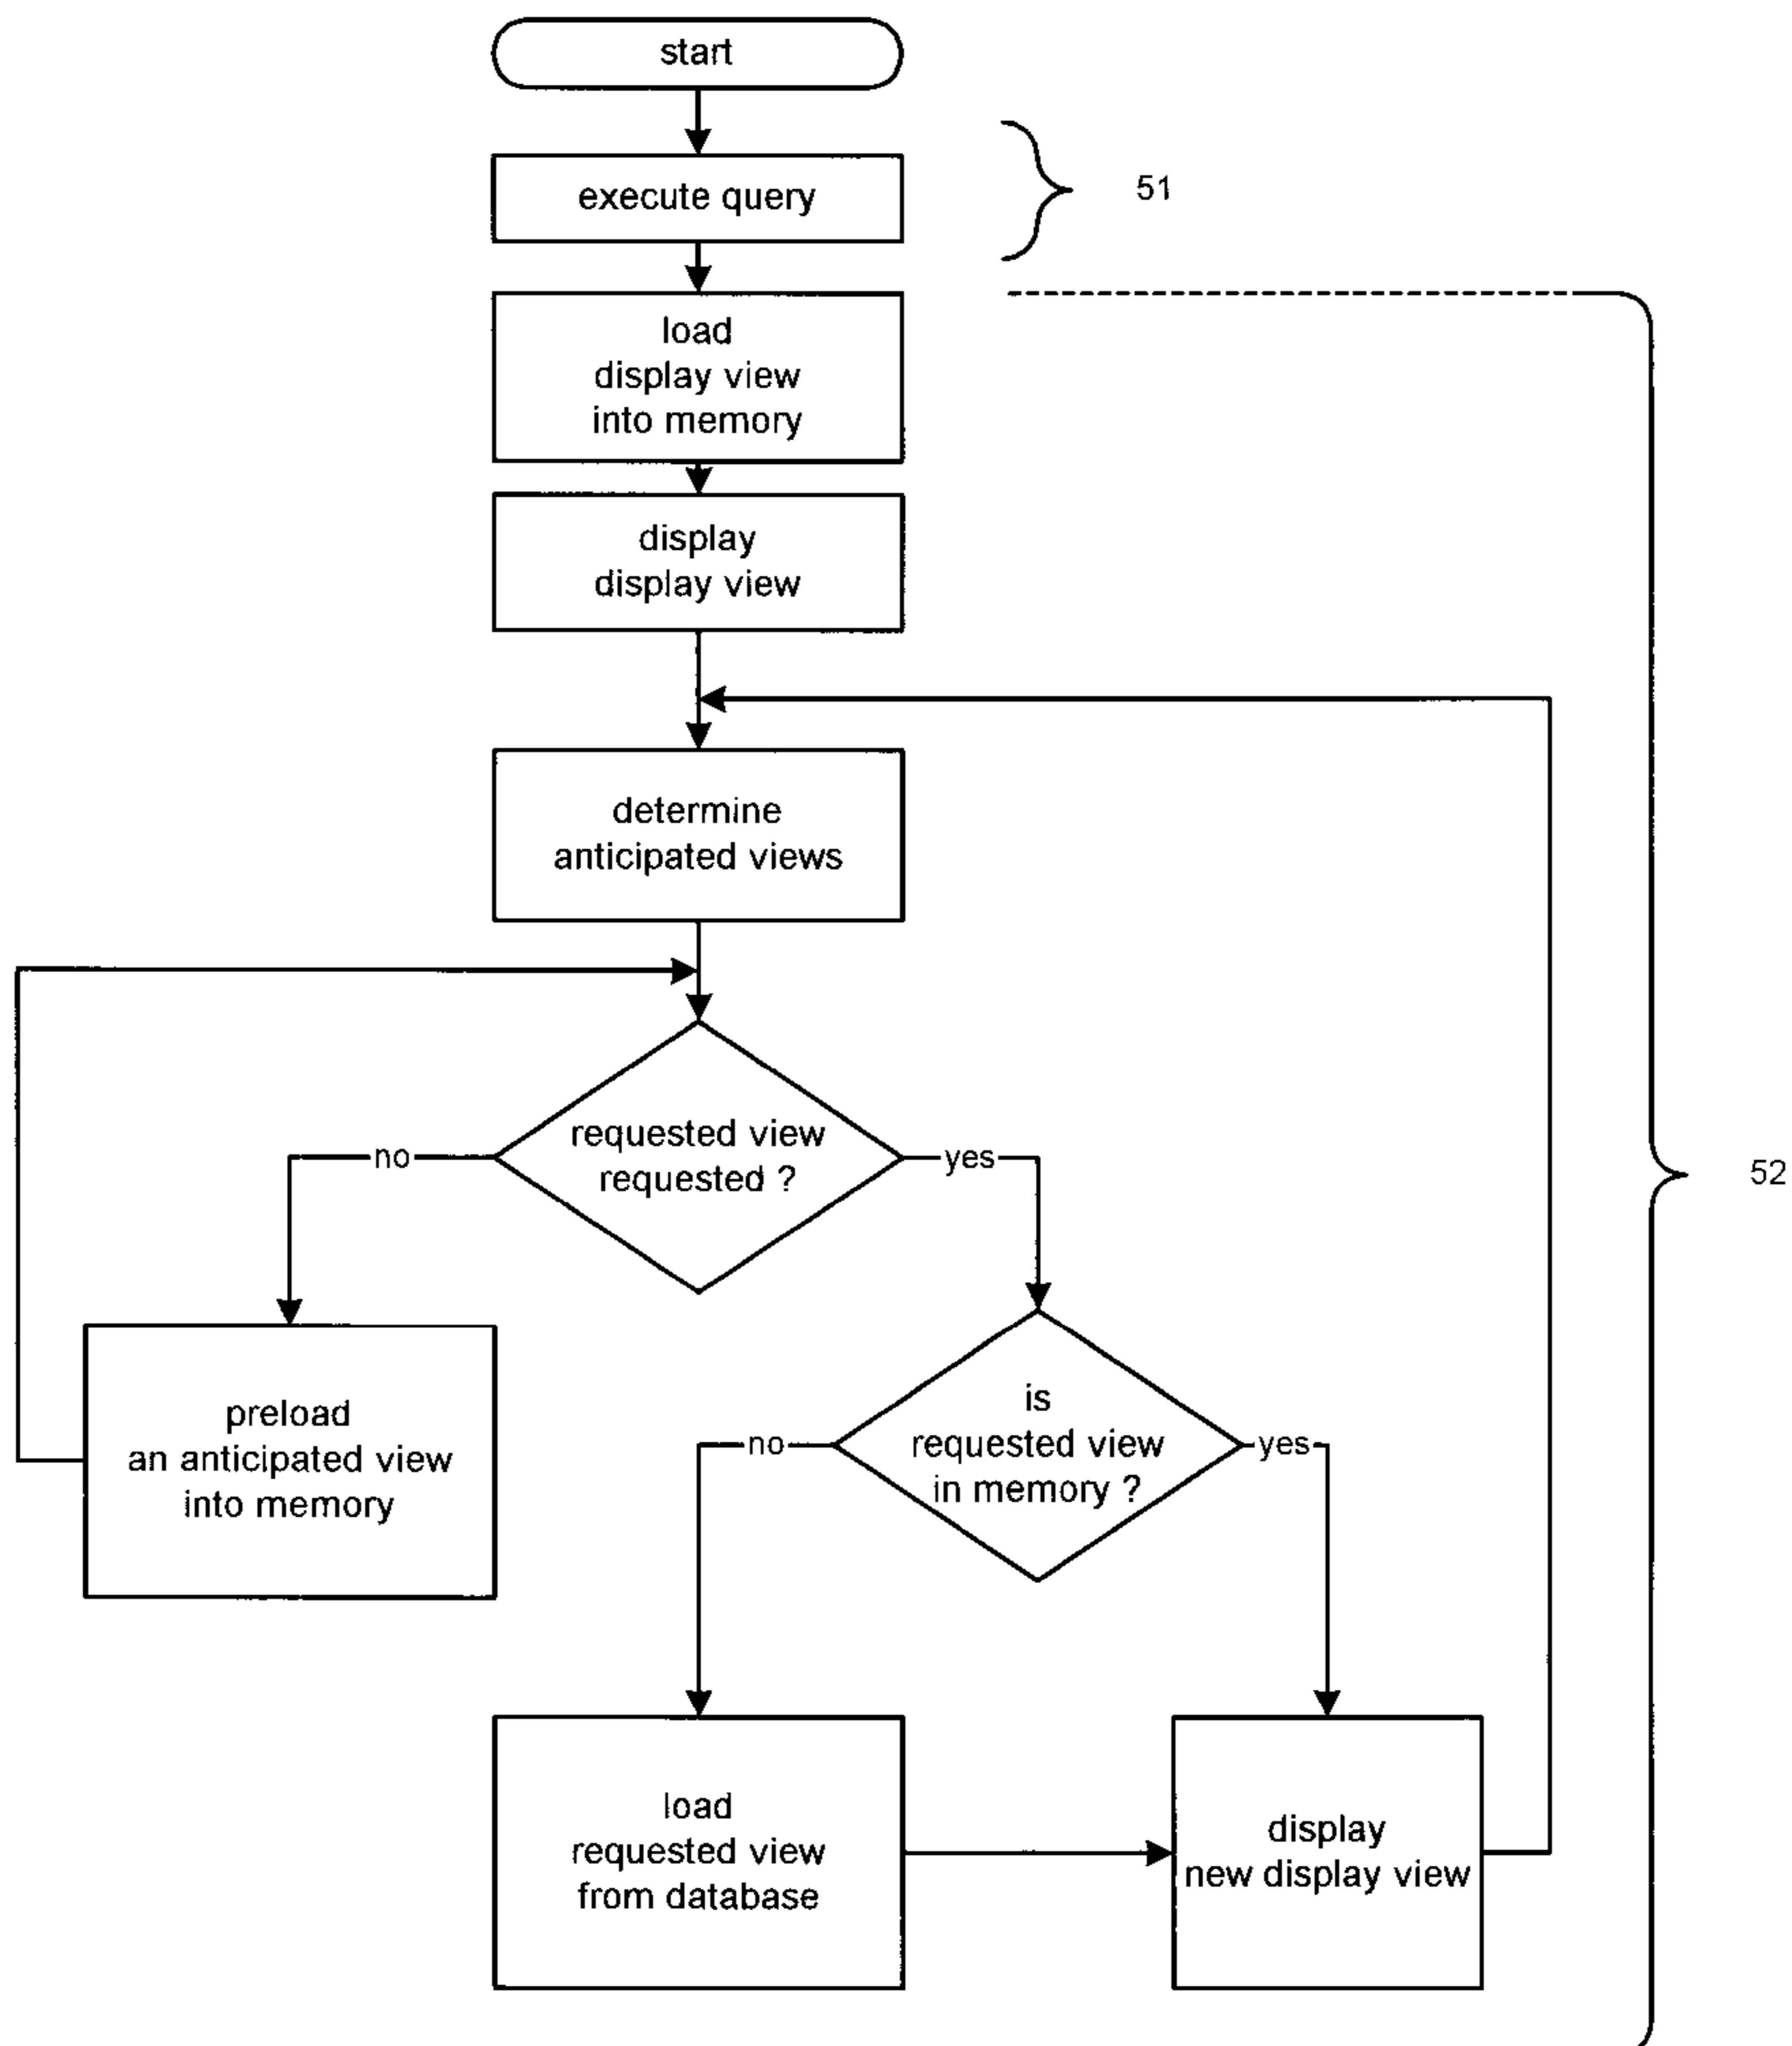 start
execute query
51
load
display view
into memory
display
display view
determine
anticipated views
requested view
requested ?
no
yes
preload
an anticipated view
into memory
is
requested view
in memory ?
no
yes
load
requested view
from database
display
new display view
52